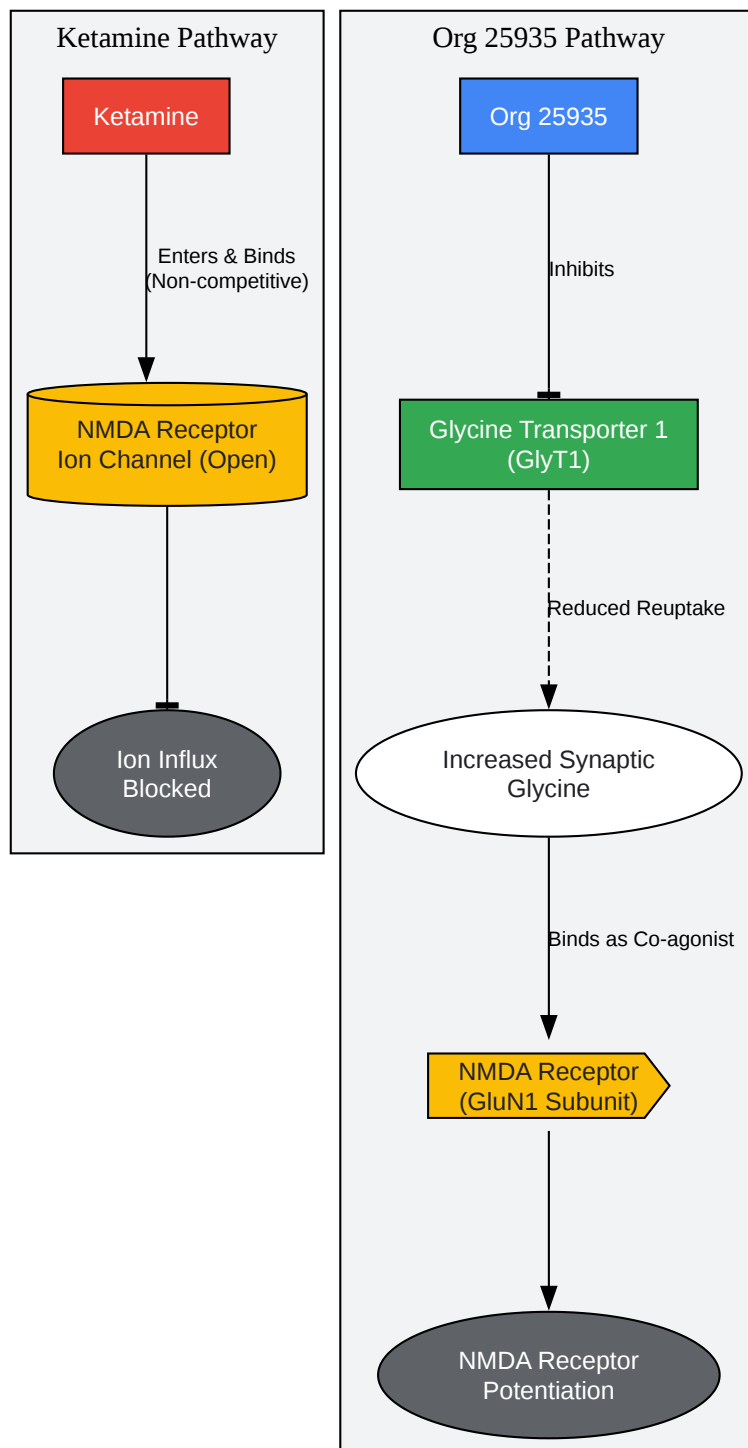 Ketamine Pathway
Ketamine
Enters & Binds
(Non-competitive)
NMDA Receptor
Ion Channel (Open)
Ion Influx
Blocked
Org 25935 Pathway
Org 25935
Inhibits
Glycine Transporter 1
(GlyT1)
Reduced Reuptake
Increased Synaptic
Glycine
Binds as Co-agonist
NMDA Receptor
(GluN1 Subunit)
NMDA Receptor
Potentiation